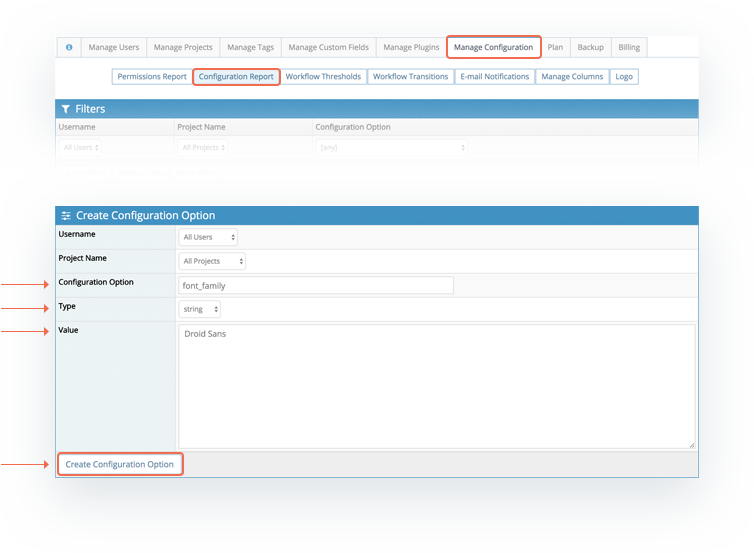 Manage Users Manage Projects Manage Tags Manage Custom Fields Manage Plugins Manage Configuration Plan Backup Billing
Permissions Report Configuration Report Workflow Thresholds Workflow Transitions E-mail Notifications Manage Columns Logo
Filters
Username Project Name Configuration Option
All Users All Projects [any]
Create Configuration Option
Username All Users
Project Name All Projects
Configuration Option font_family
Type string
Value Droid Sans
Create Configuration Option